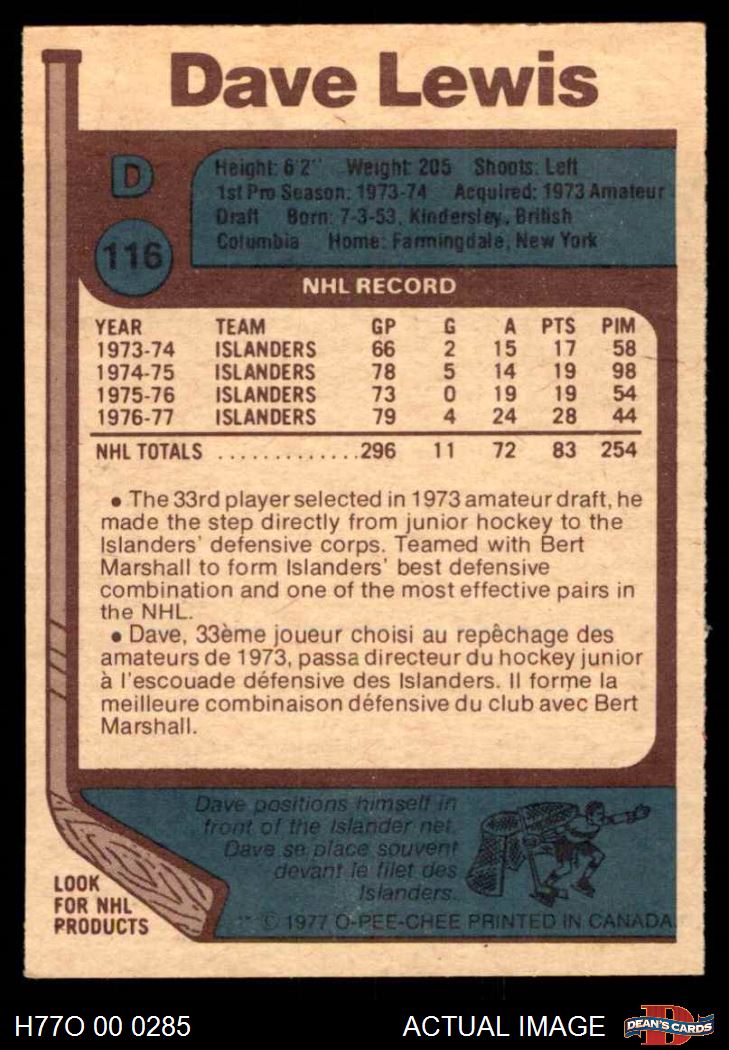 Dave Lewis
D
116
Height: 6'2" Weight: 205 Shoots: Left
1st Pro Season: 1973-74 Acquired: 1973 Amateur
Draft Born: 7-3-53, Kindersley, British
Columbia Home: Farmingdale, New York
NHL RECORD
YEAR TEAM GP G A PTS PIM
1973-74 ISLANDERS 66 2 15 17 58
1974-75 ISLANDERS 78 5 14 19 98
1975-76 ISLANDERS 73 0 19 19 54
1976-77 ISLANDERS 79 4 24 28 44
NHL TOTALS .............296 11 72 83 254
• The 33rd player selected in 1973 amateur draft, he
made the step directly from junior hockey to the
Islanders' defensive corps. Teamed with Bert
Marshall to form Islanders' best defensive
combination and one of the most effective pairs in
the NHL.
• Dave, 33ème joueur choisi au repêchage des
amateurs de 1973, passa directeur du hockey junior
à l'escouade défensive des Islanders. Il forme la
meilleure combinaison défensive du club avec Bert
Marshall.
Dave positions himself in
front of the Islander net.
Dave se place souvent
devant le filet des
Islanders.
LOOK
FOR NHL
PRODUCTS
** © 1977 O-PEE-CHEE PRINTED IN CANADA
H77O 00 0285 ACTUAL IMAGE
D
DEAN'S CARDS